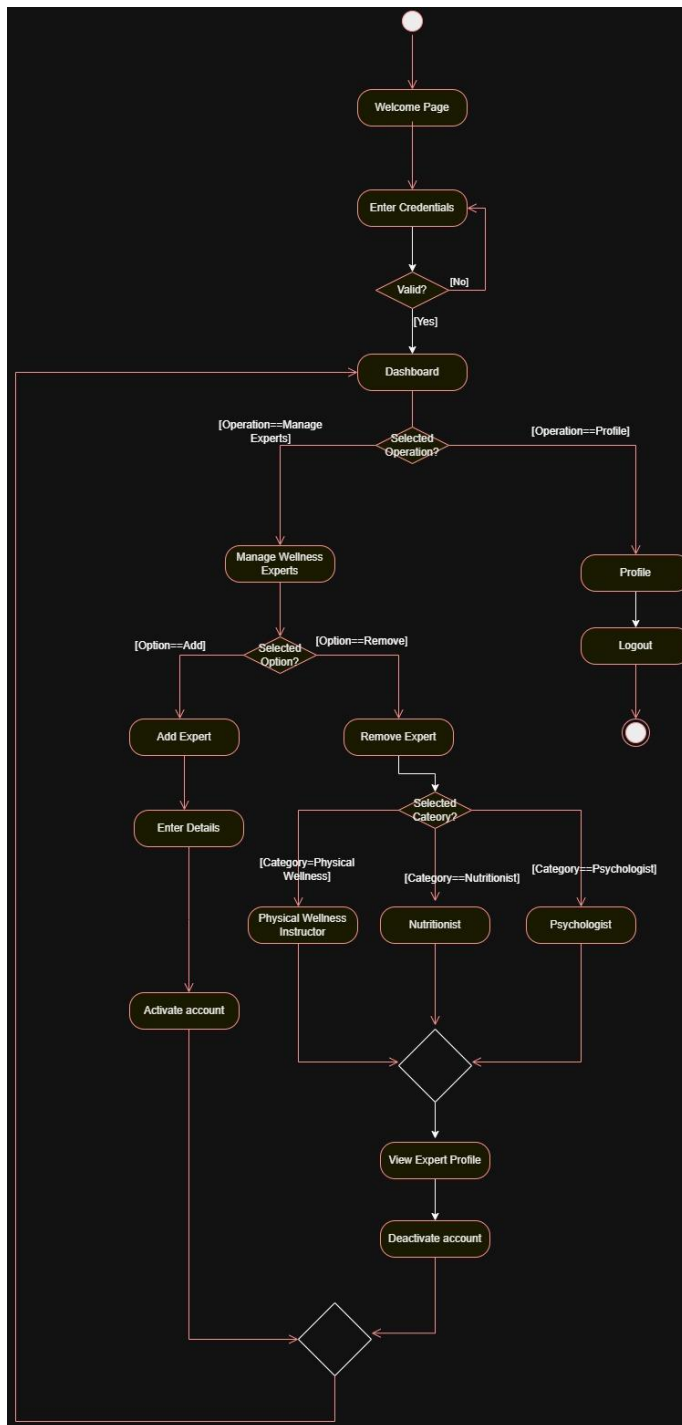 Welcome Page
Enter Credentials
Valid?
[No]
[Yes]
Dashboard
[Operation==Manage
Experts]
Selected
Operation?
[Operation==Profile]
Manage Wellness
Experts
Profile
[Option==Add]
Selected
Option?
[Option==Remove]
Logout
Add Expert
Remove Expert
Selected
Cateory?
Enter Details
[Category=Physical
Wellness]
[Category==Nutritionist]
[Category==Psychologist]
Physical Wellness
Instructor
Nutritionist
Psychologist
Activate account
View Expert Profile
Deactivate account